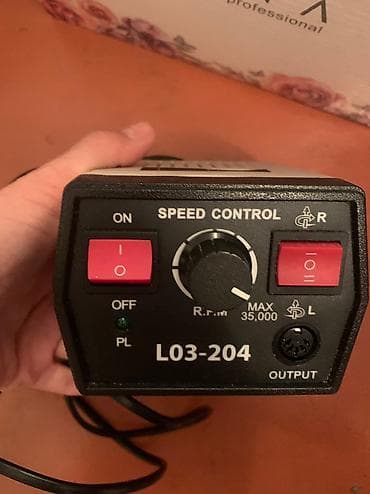 professional
ON
SPEED CONTROL
R
OFF
R.P.M
MAX
35,000
L
PL
L03-204
OUTPUT